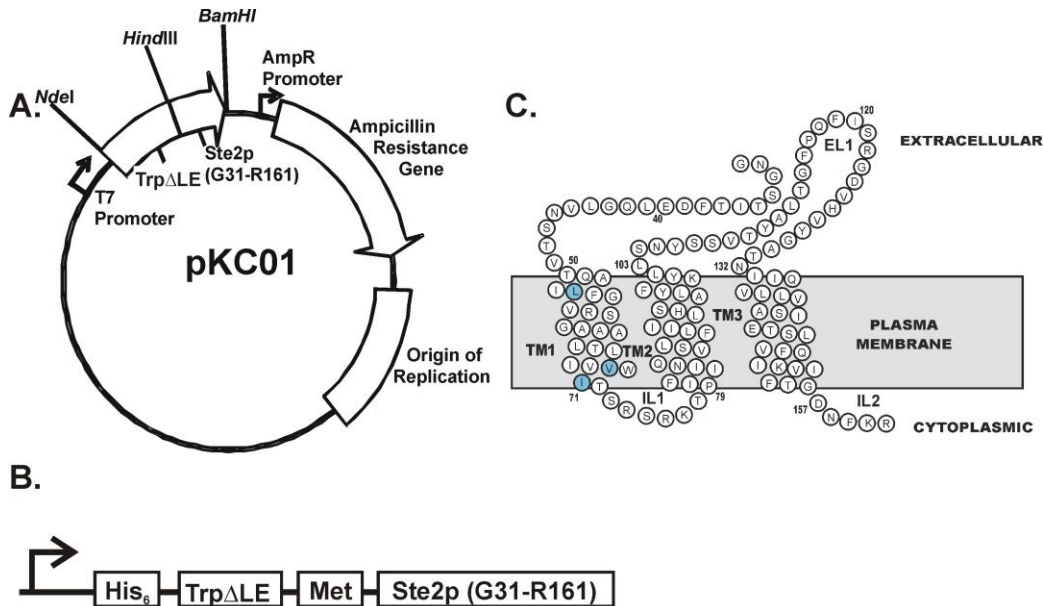 A.
NdeI
HindIII
BamHI
AmpR
Promoter
Ampicillin
Resistance
Gene
Ste2p
(G31-R161)
TrpΔLE
T7
Promoter
pKC01
Origin of
Replication
B.
His6
TrpΔLE
Met
Ste2p (G31-R161)
C.
EXTRACELLULAR
PLASMA
MEMBRANE
CYTOPLASMIC
G N G S T I T F D E L Q G L V N S T V
40
50
T Q A
I L F G
V R S
G A A A
L T L
I V V W
I
TM1
71
T S R S R K T
IL1
79
P I F
I I N Q
V S L
F L I I
L H S
A L Y F
K Y L L
TM2
103
S N Y S S V T Y A L T G F P Q F I S R G D V H V Y G A T
EL1
120
132
N
I I Q
V L L V
A S I
E T S L
V F Q
I K V I
F T G
TM3
157
D N F K R
IL2